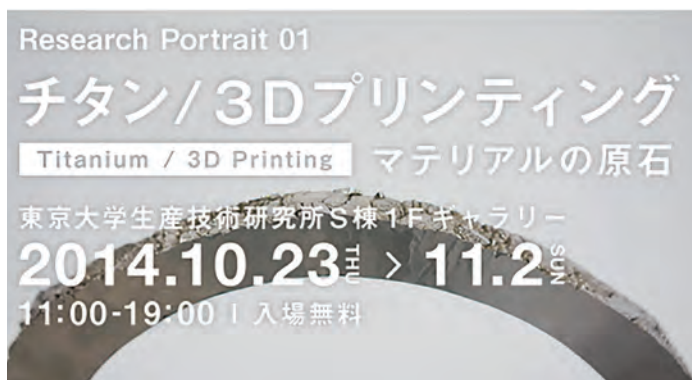 Research Portrait 01
チタン/3Dプリンティング
Titanium / 3D Printing マテリアルの原石
東京大学生産技術研究所S棟1Fギャラリー
2014.10.23 THU > 11.2 SUN
11:00-19:00 | 入場無料